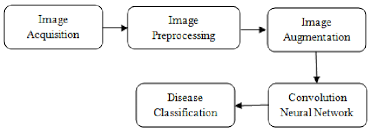 Image
Acquisition
Image
Preprocessing
Image
Augmentation
Convolution
Neural Network
Disease
Classification